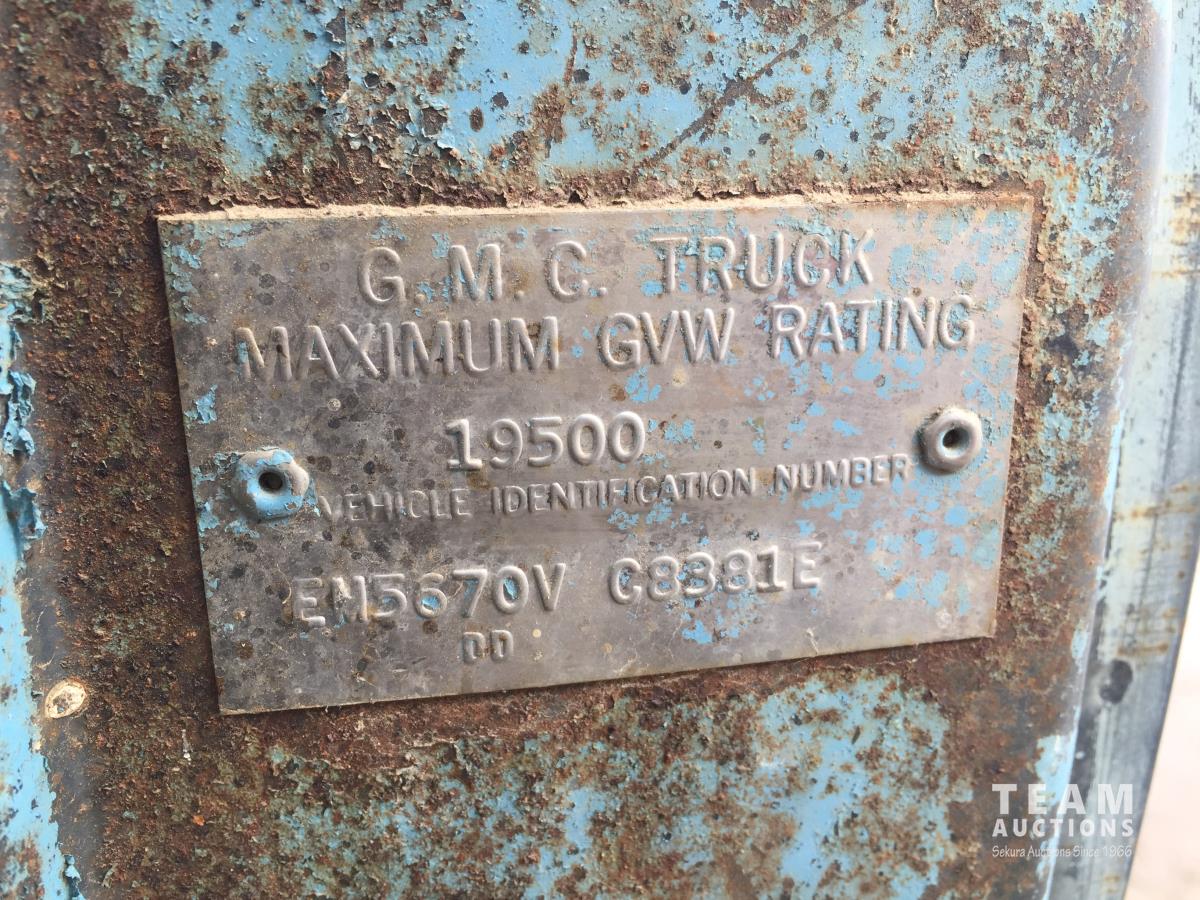 G.M.C. TRUCK
MAXIMUM GVW RATING
19500
VEHICLE IDENTIFICATION NUMBER
EM5670V C8381E
DD
TEAM
AUCTIONS
Sekura Auctions Since 1966